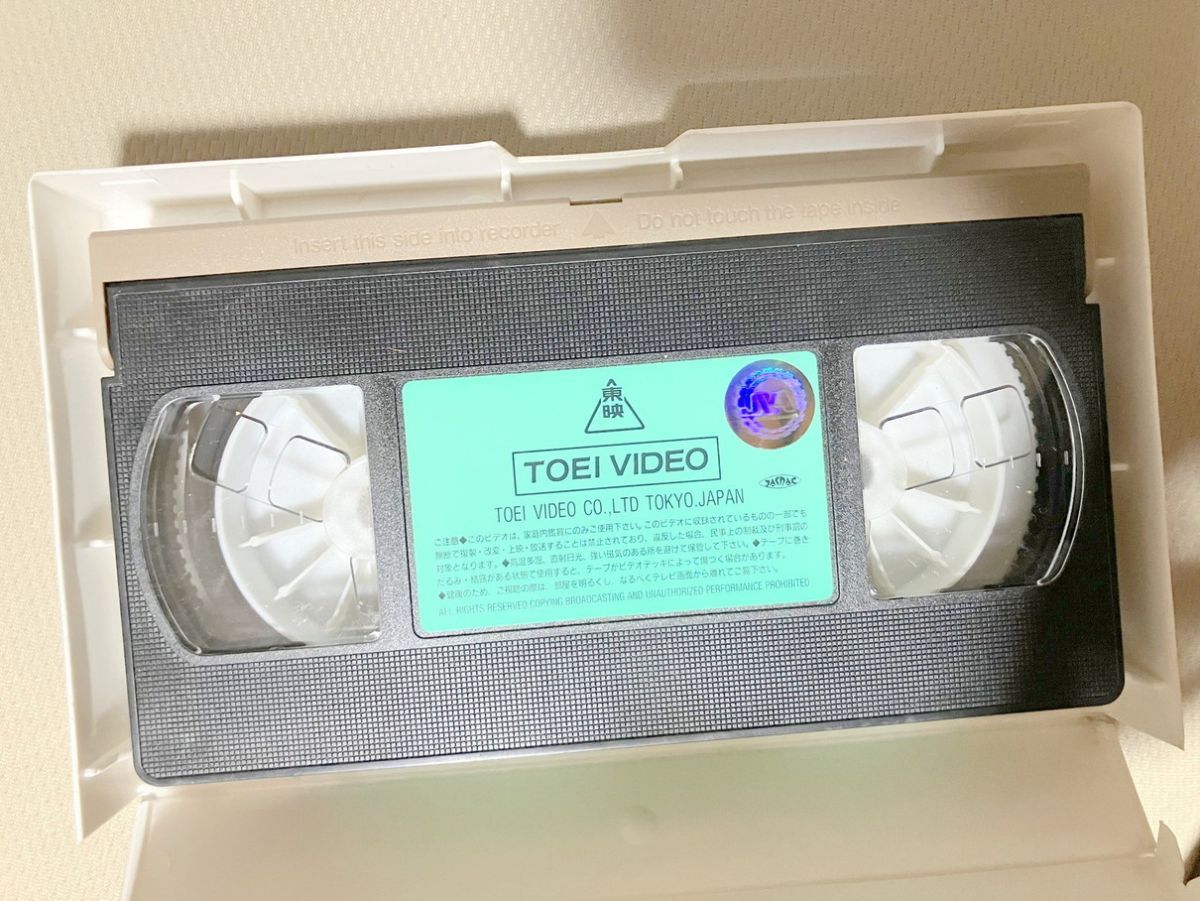 Insert this side into recorder Do not touch the tape inside
東
映
JVA
TOEI VIDEO
TOEI VIDEO CO.,LTD TOKYO.JAPAN
ご注意◆このビデオは、家庭内鑑賞にのみご使用下さい。このビデオに収録されているものの一部でも
無断で複製・改変・上映・放送することは禁止されており、違反した場合、民事上の制裁及び刑事罰の
対象となります。◆高温多湿、直射日光、強い磁気のある所を避けて保管して下さい。◆テープに巻き
だるみ・結露がある状態で使用すると、テープがビデオデッキによって傷つく場合があります。
◆健康のため、ご視聴の際は、部屋を明るくし、なるべくテレビ画面から離れてご覧下さい。
ALL RIGHTS RESERVED COPYING BROADCASTING AND UNAUTHORIZED PERFORMANCE PROHIBITED